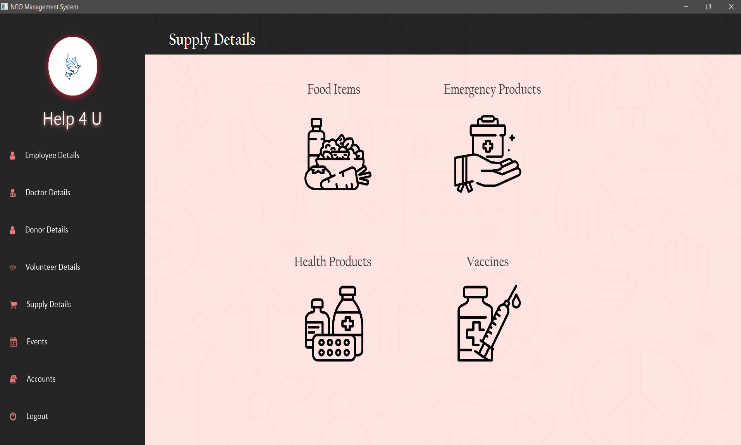 NGO Management System
Supply Details
Help 4 U
Employee Details
Doctor Details
Donor Details
Volunteer Details
Supply Details
Events
Accounts
Logout
Food Items
Emergency Products
Health Products
Vaccines